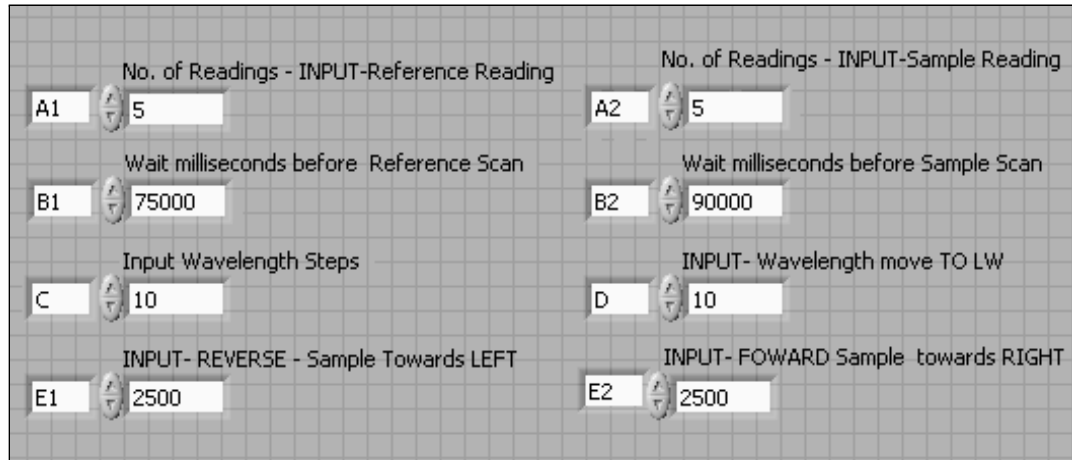 No. of Readings - INPUT-Reference Reading
A1 5
No. of Readings - INPUT-Sample Reading
A2 5
Wait milliseconds before Reference Scan
B1 75000
Wait milliseconds before Sample Scan
B2 90000
Input Wavelength Steps
C 10
INPUT- Wavelength move TO LW
D 10
INPUT- REVERSE - Sample Towards LEFT
E1 2500
INPUT- FOWARD Sample towards RIGHT
E2 2500